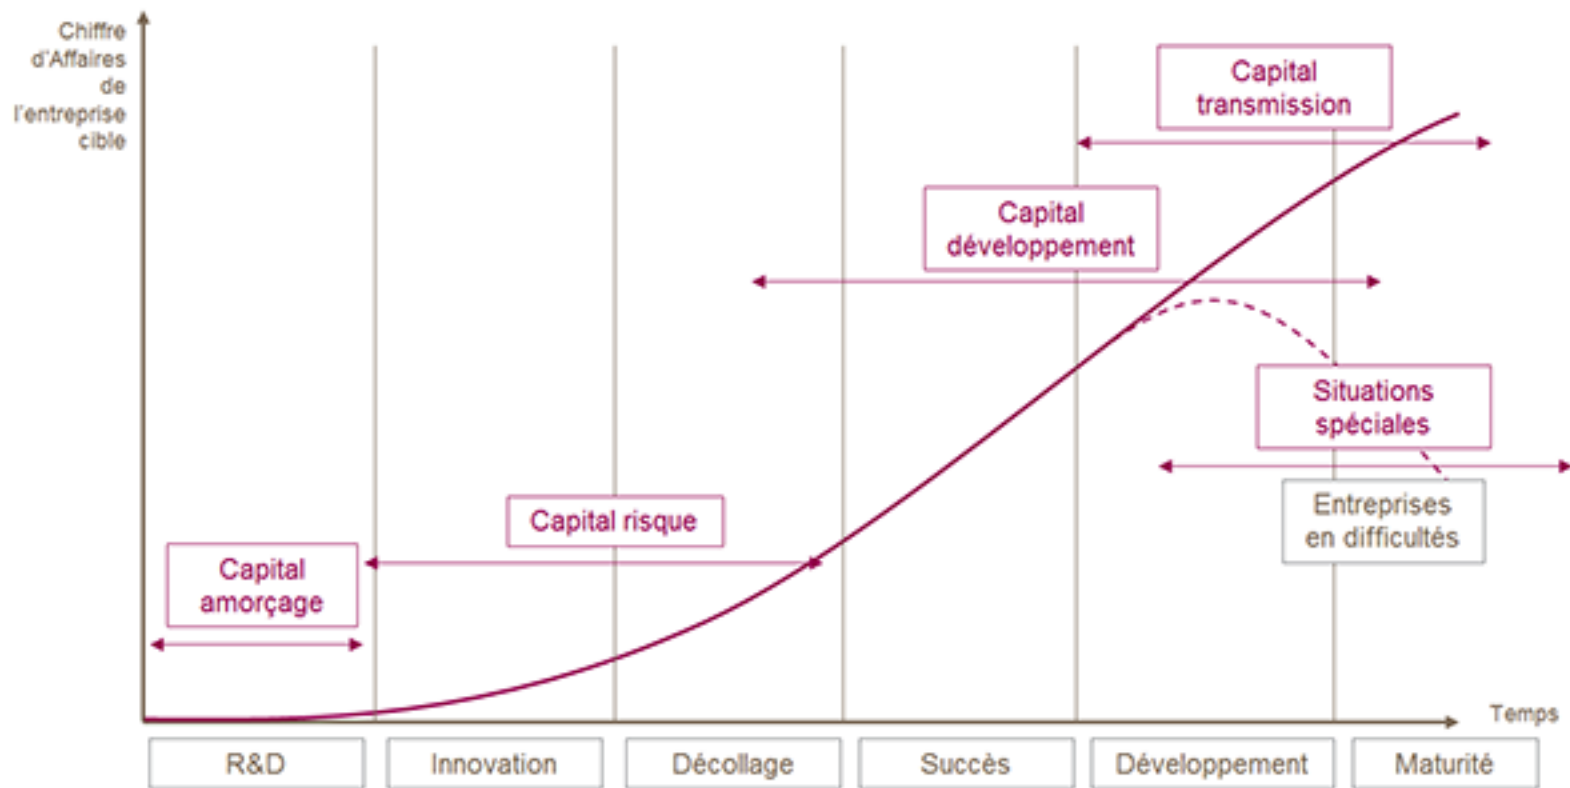 Chiffre
d'Affaires
de
l'entreprise
cible
Capital
transmission
Capital
développement
Situations
spéciales
Entreprises
en difficultés
Capital risque
Capital
amorçage
Temps
R&D
Innovation
Décollage
Succès
Développement
Maturité